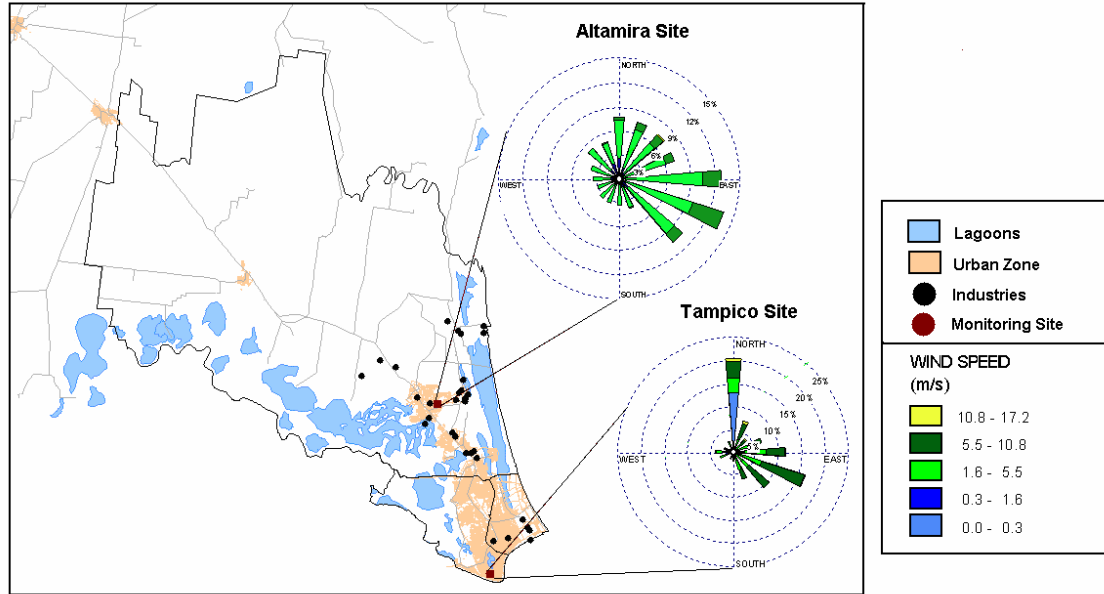 Altamira Site
NORTH
15%
12%
9%
6%
3%
WEST
EAST
SOUTH
Tampico Site
NORTH
25%
20%
15%
10%
5%
WEST
EAST
SOUTH
Lagoons
Urban Zone
Industries
Monitoring Site
WIND SPEED
(m/s)
10.8 - 17.2
5.5 - 10.8
1.6 - 5.5
0.3 - 1.6
0.0 - 0.3